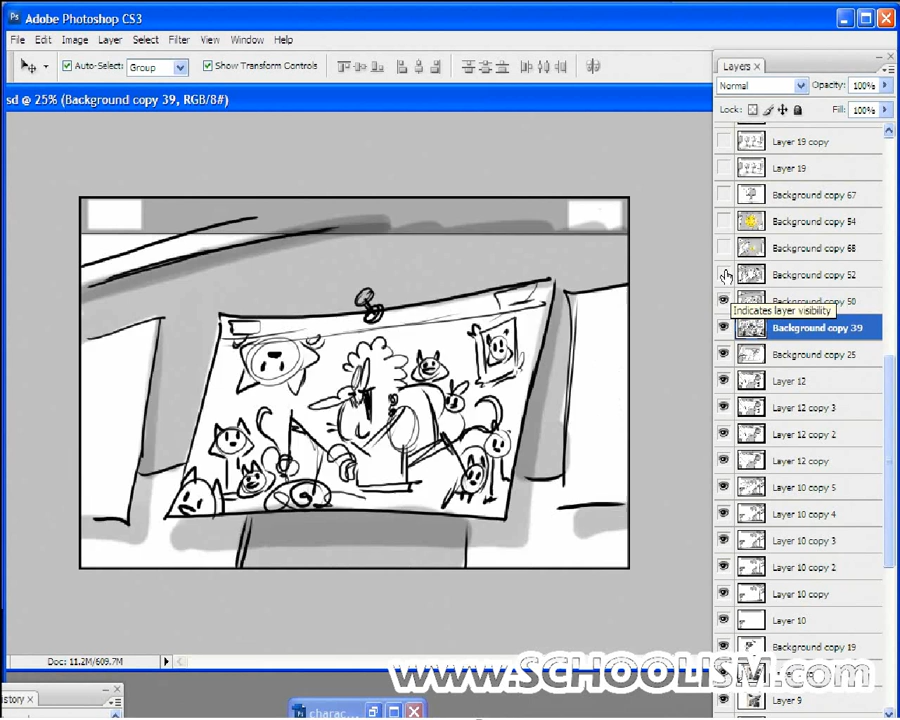 Adobe Photoshop CS3
File Edit Image Layer Select Filter View Window Help
Auto-Select: Group Show Transform Controls
sd @ 25% (Background copy 39, RGB/8#)
Layers x
Normal Opacity: 100%
Lock: Fill: 100%
Layer 19 copy
Layer 19
Background copy 67
Background copy 54
Background copy 68
Background copy 52
Background copy 50
Indicates layer visibility
Background copy 39
Background copy 25
Layer 12
Layer 12 copy 3
Layer 12 copy 2
Layer 12 copy
Layer 10 copy 5
Layer 10 copy 4
Layer 10 copy 3
Layer 10 copy 2
Layer 10 copy
Layer 10
Background copy 19
Doc: 11.2M/609.7M
www.SCHOOLISM.com
Layer 9
istory x
charac...